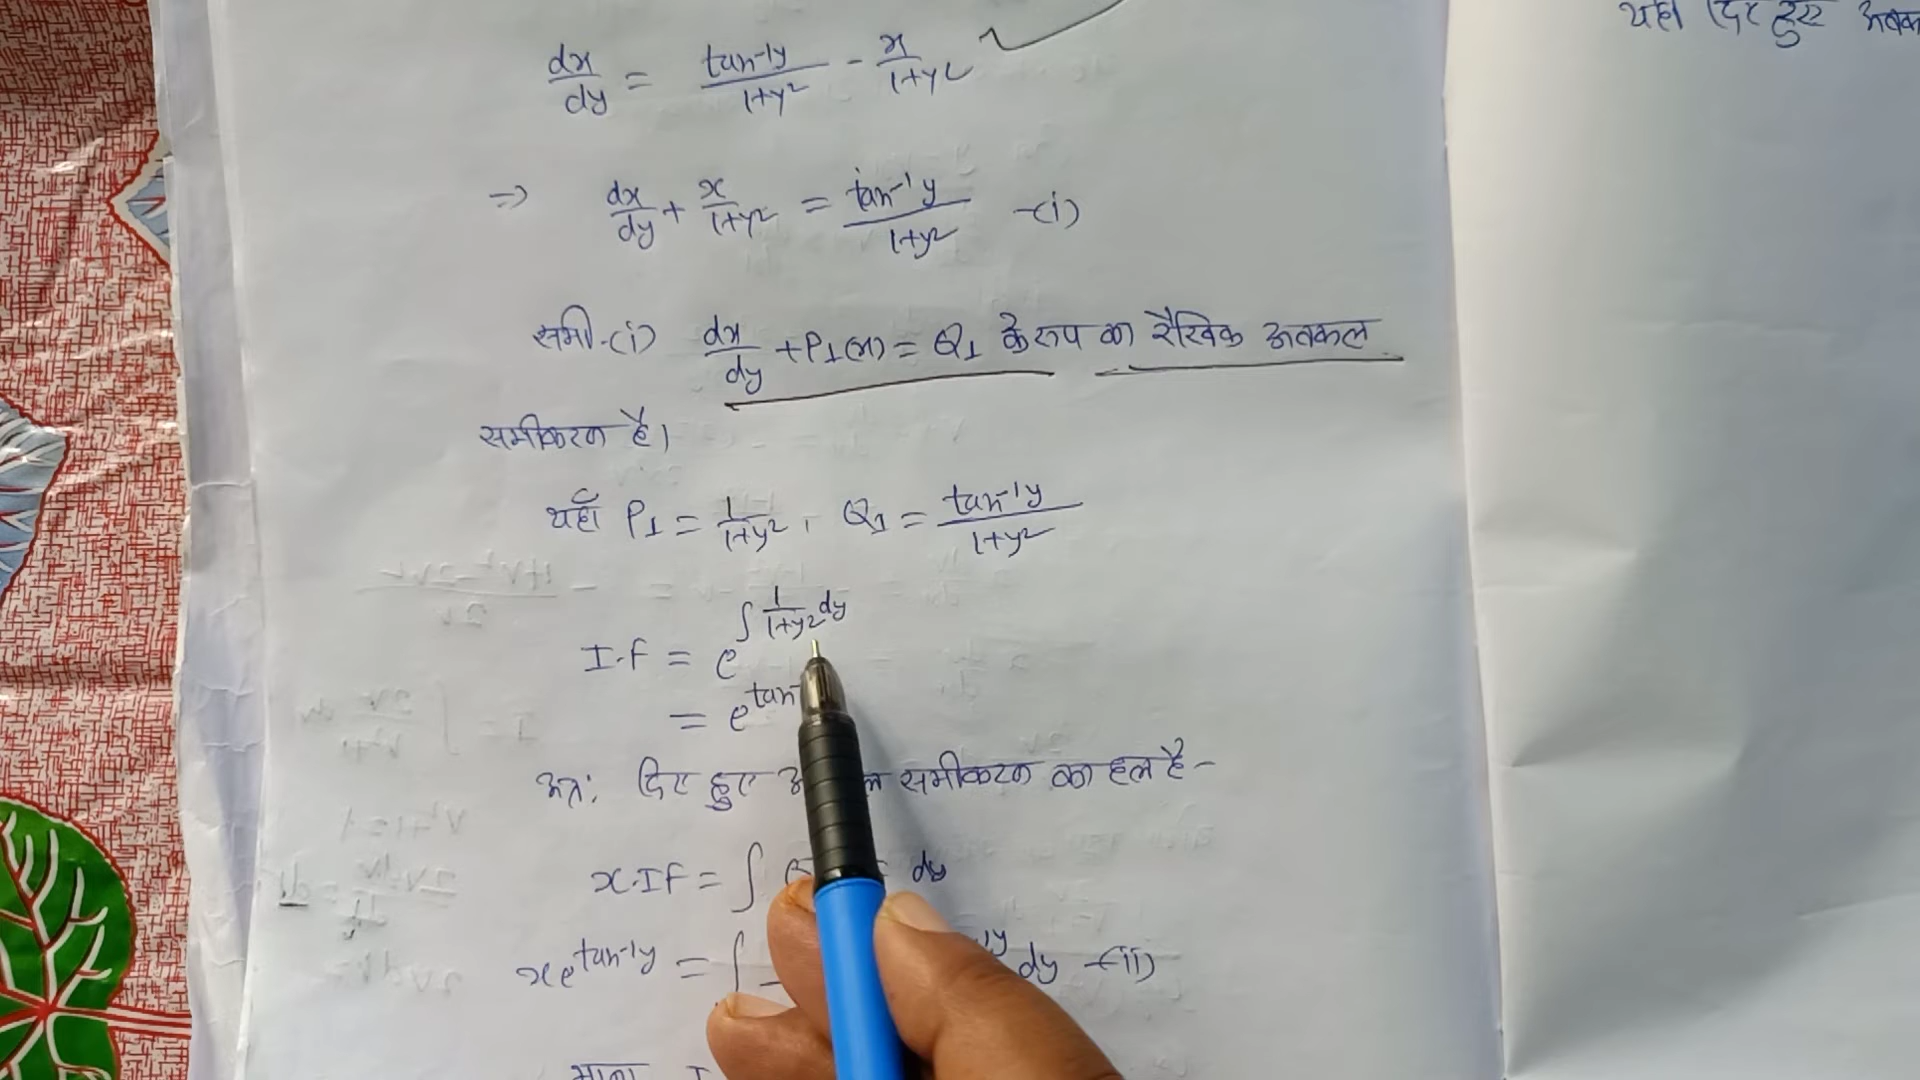 यहाँ दिए हुए अवक
dx/dy = tan⁻¹y/1+y² - x/1+y²
⇒ dx/dy + x/1+y² = tan⁻¹y/1+y² -(i)
समी.(i) dx/dy + P₁(x) = Q₁ के रूप का रैखिक अवकल
समीकरण है।
यहाँ P₁ = 1/1+y², Q₁ = tan⁻¹y/1+y²
I.f = e^∫ 1/1+y² dy
= e^tan
अतः दिए हुए समीकरण का हल है -
x.If = ∫ dy
x e^tan⁻¹y = ∫ dy -(ii)
माना I